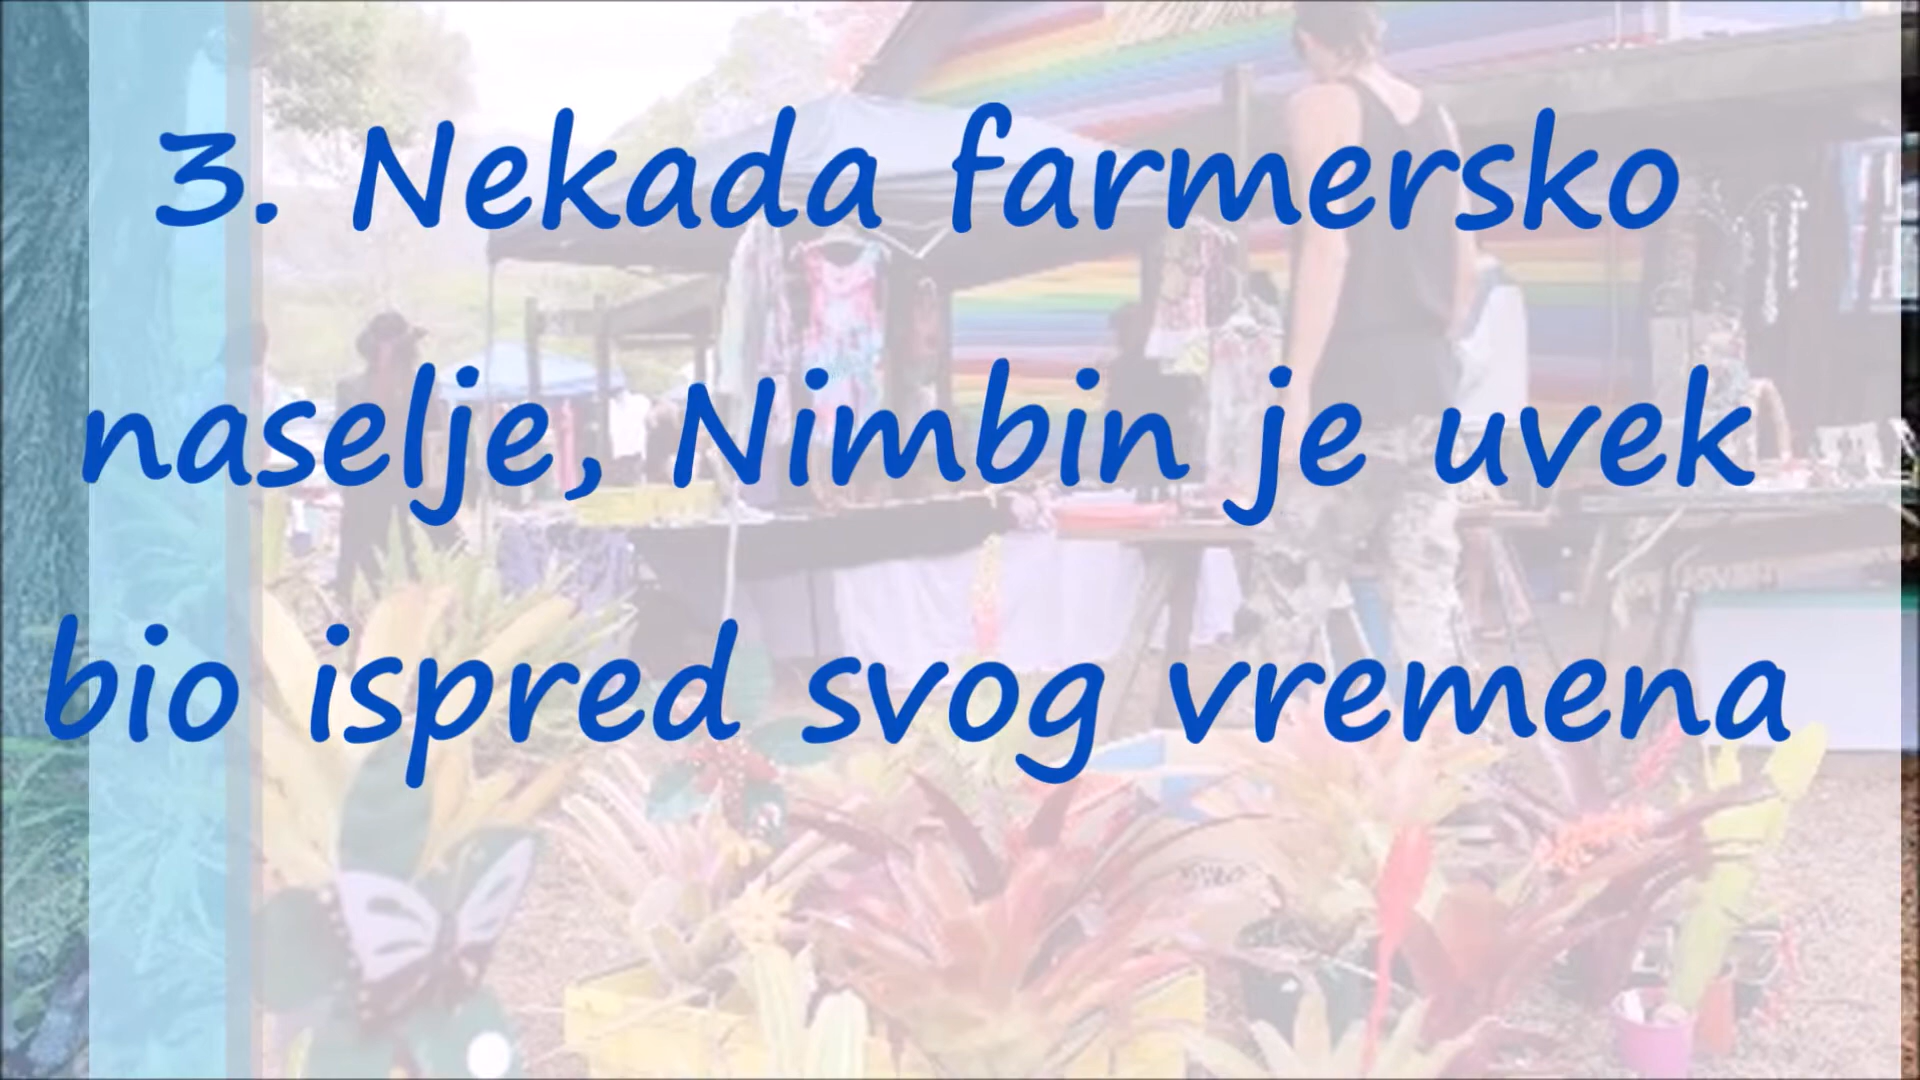 3. Nekada farmersko
naselje, Nimbin je uvek
bio ispred svog vremena